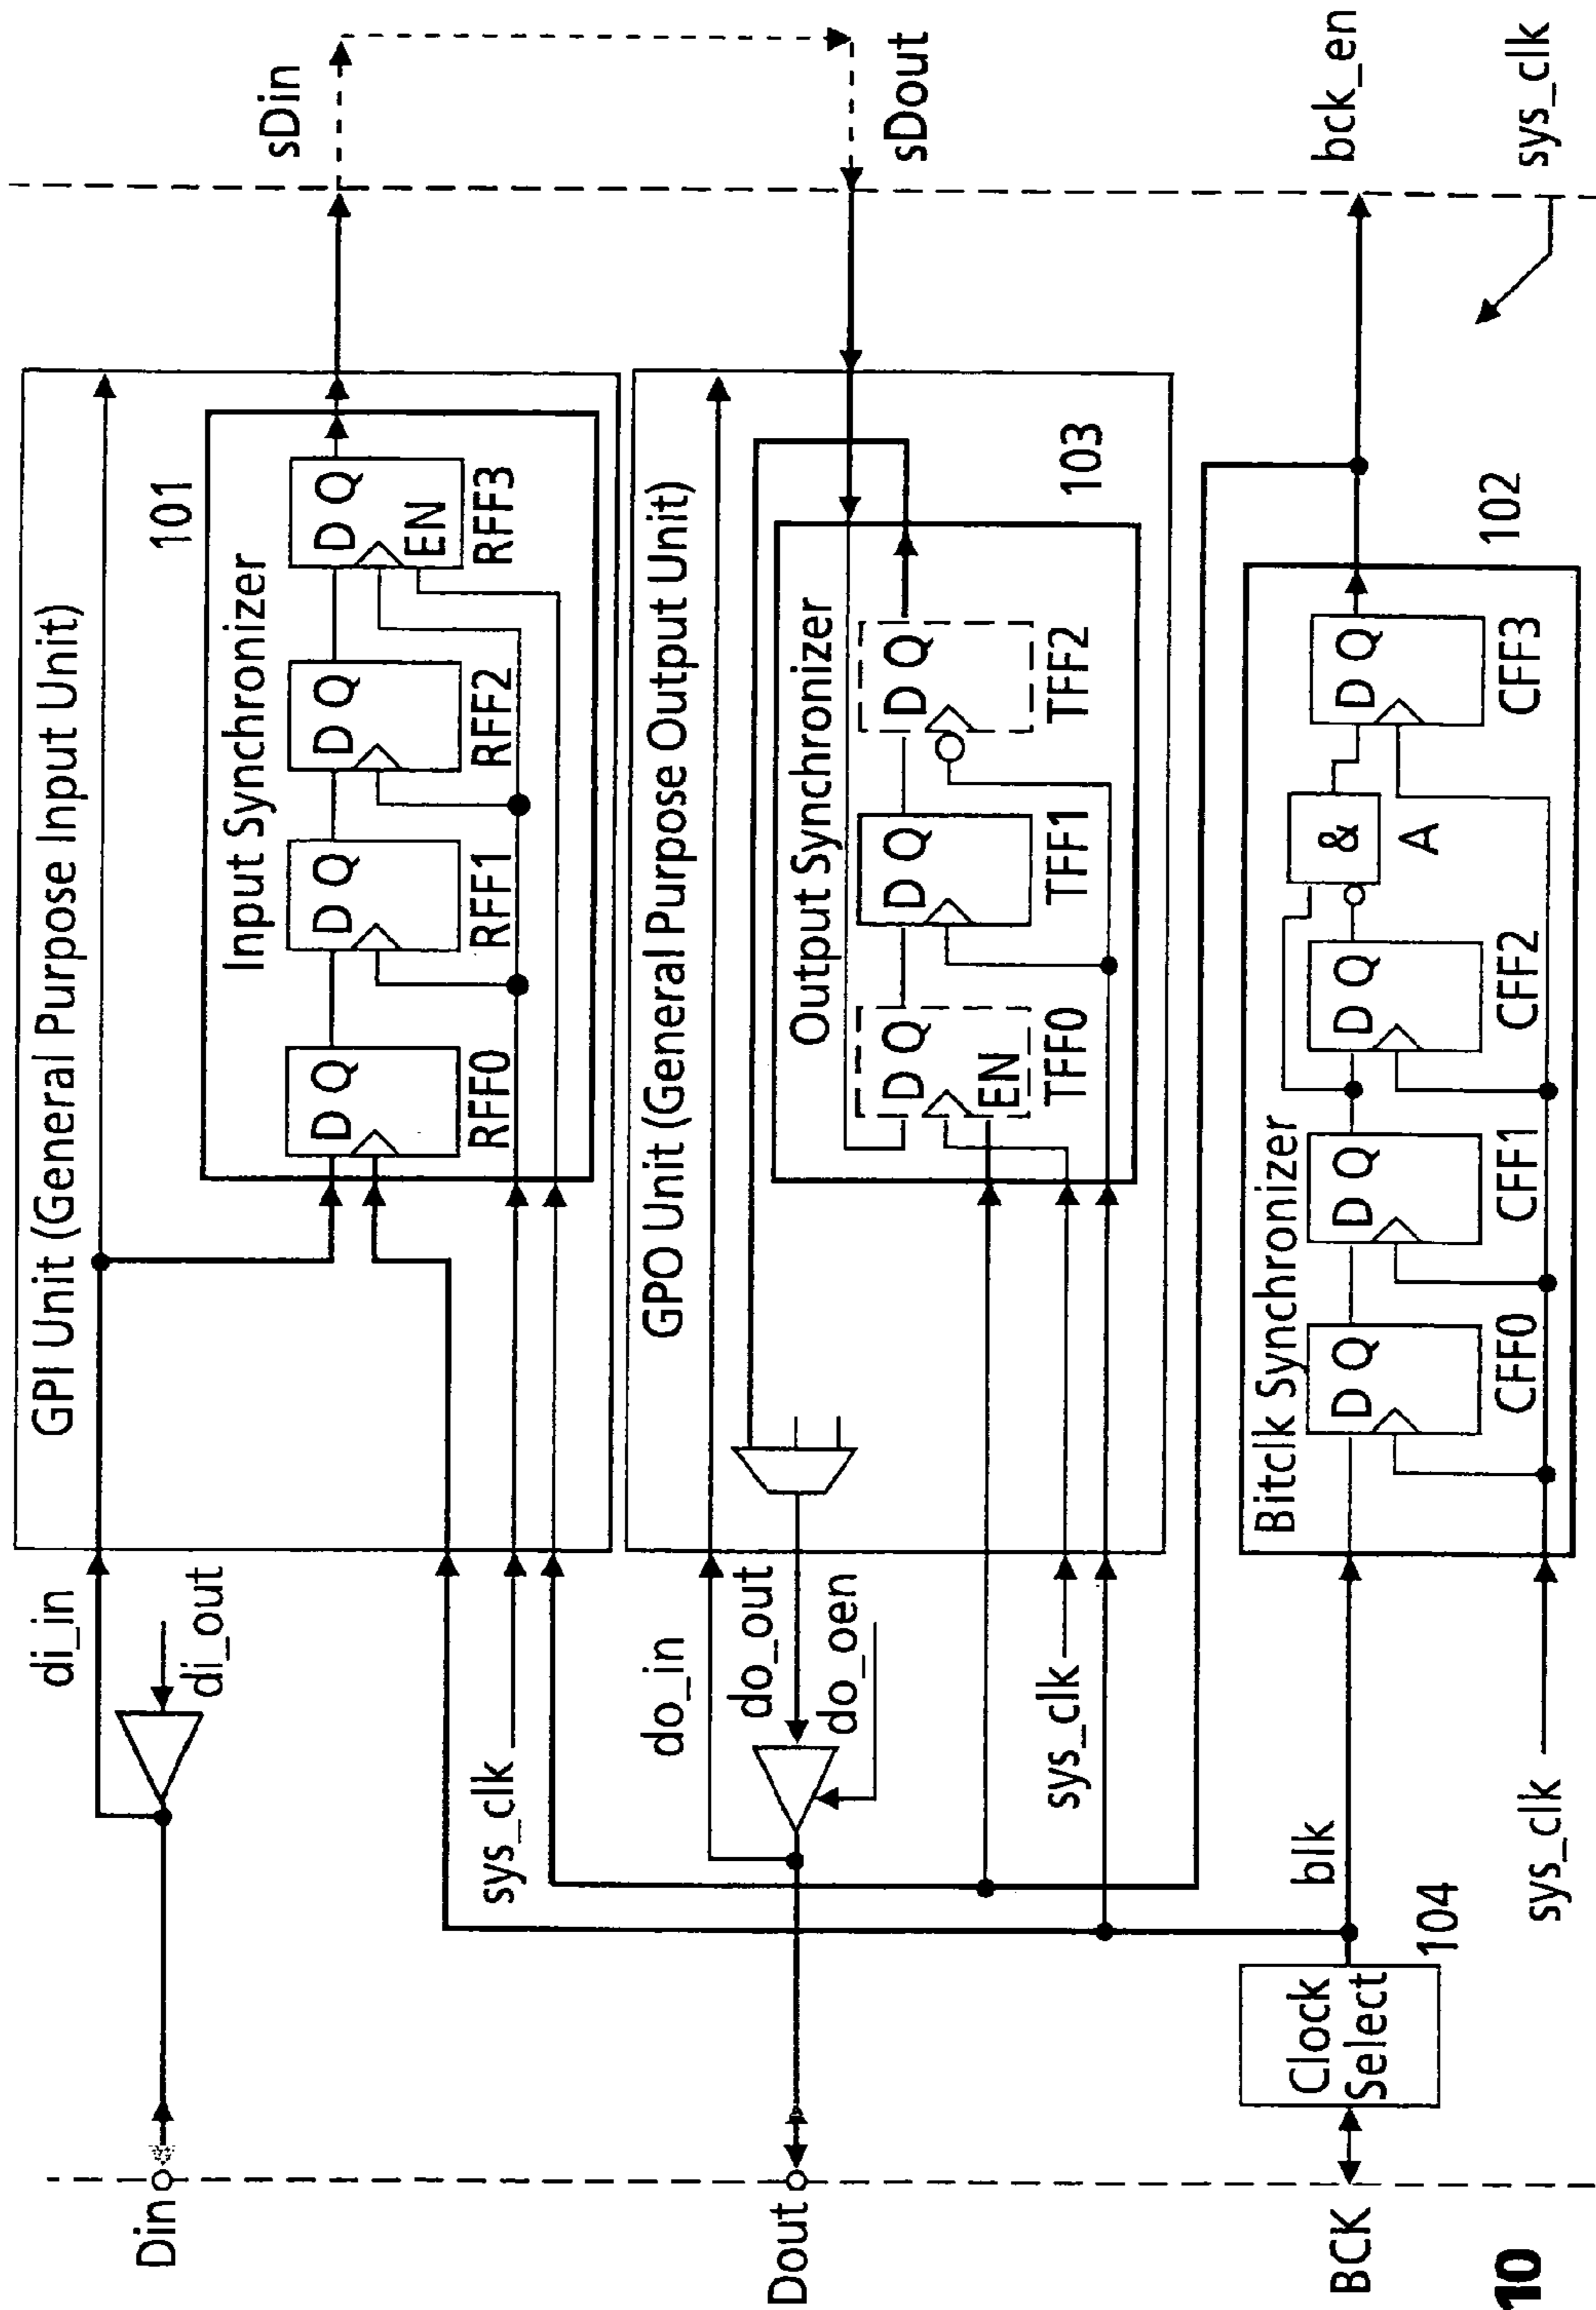 Din
di_in
di_out
GPI Unit (General Purpose Input Unit)
101
Input Synchronizer
D Q
RFF0
D Q
RFF1
D Q
RFF2
D Q
EN
RFF3
sDin
sys_clk
Dout
do_in
do_out
do_oen
GPO Unit (General Purpose Output Unit)
Output Synchronizer
D Q
EN
TFF0
D Q
TFF1
D Q
TFF2
103
sDout
sys_clk
BCK
Clock
Select
104
blk
Bitclk Synchronizer
D Q
CFF0
D Q
CFF1
D Q
CFF2
&
A
D Q
CFF3
102
bck_en
sys_clk
sys_clk
10